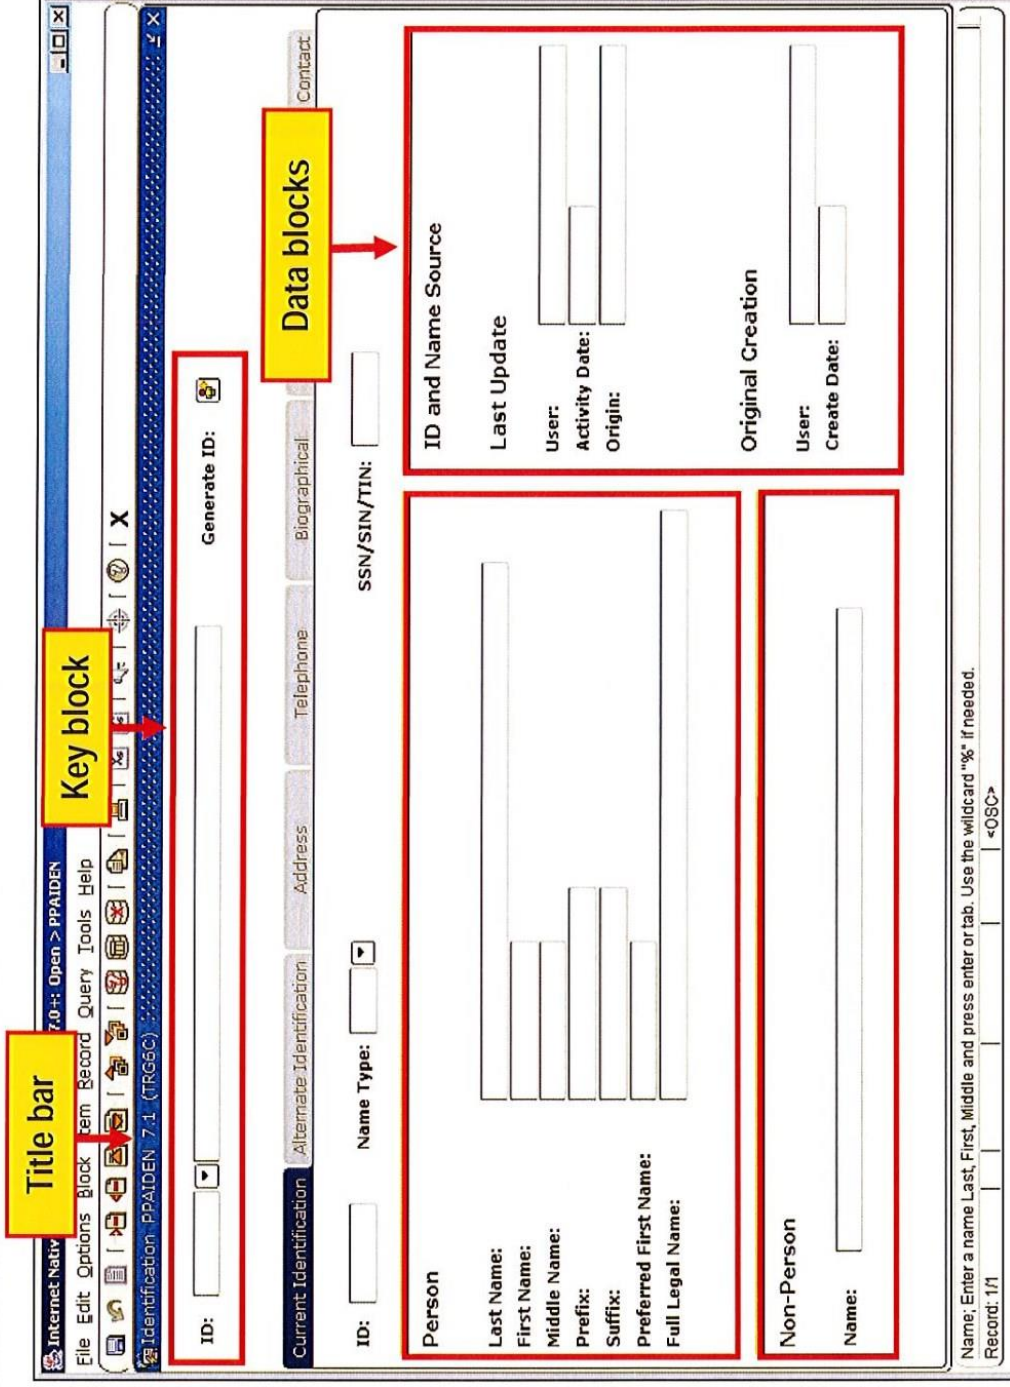 Title bar
Key block
Internet Nativ 7.0+: Open > PPAIDEN
File Edit Options Block tem Record Query Tools Help
X
Identification PPAIDEN 7.1 (TRG6C)
ID: Generate ID:
Data blocks
Current Identification Alternate Identification Address Telephone Biographical Contact
ID: Name Type: SSN/SIN/TIN:
Person
Last Name:
First Name:
Middle Name:
Prefix:
Suffix:
Preferred First Name:
Full Legal Name:
Non-Person
Name:
ID and Name Source
Last Update
User:
Activity Date:
Origin:
Original Creation
User:
Create Date:
Name; Enter a name Last, First, Middle and press enter or tab. Use the wildcard "%" if needed.
Record: 1/1 <OSC>